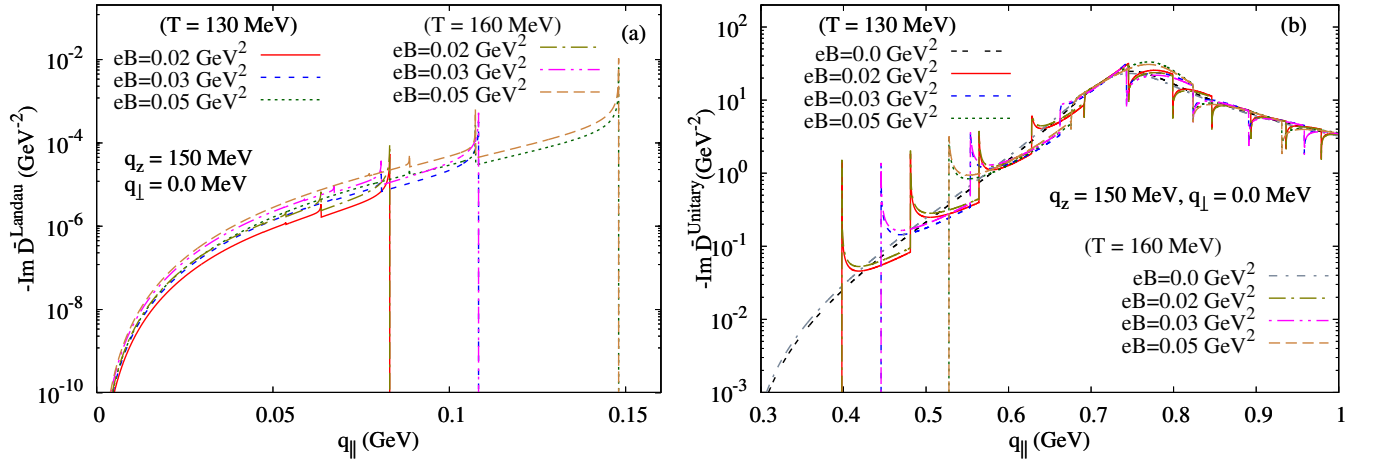 (T = 130 MeV)
(T = 160 MeV)
(a)
eB=0.02 GeV²
eB=0.03 GeV²
eB=0.05 GeV²
eB=0.02 GeV²
eB=0.03 GeV²
eB=0.05 GeV²
q_z = 150 MeV
q_⊥ = 0.0 MeV
-Im D̄^Landau (GeV⁻²)
10⁻²
10⁻⁴
10⁻⁶
10⁻⁸
10⁻¹⁰
0
0.05
0.1
0.15
q_∥ (GeV)
(T = 130 MeV)
(b)
eB=0.0 GeV²
eB=0.02 GeV²
eB=0.03 GeV²
eB=0.05 GeV²
q_z = 150 MeV, q_⊥ = 0.0 MeV
(T = 160 MeV)
eB=0.0 GeV²
eB=0.02 GeV²
eB=0.03 GeV²
eB=0.05 GeV²
-Im D̄^Unitary (GeV⁻²)
10²
10¹
10⁰
10⁻¹
10⁻²
10⁻³
0.3
0.4
0.5
0.6
0.7
0.8
0.9
1
q_∥ (GeV)